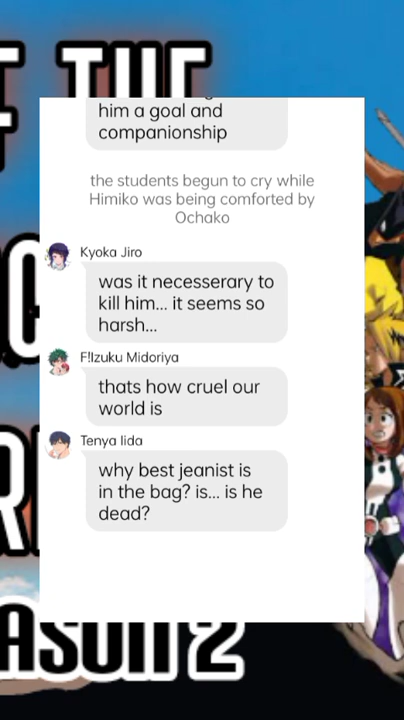 F THE
him a goal and
companionship
the students begun to cry while
Himiko was being comforted by
Ochako
Kyoka Jiro
was it necesserary to
kill him... it seems so
harsh...
F!Izuku Midoriya
thats how cruel our
world is
Tenya Iida
why best jeanist is
in the bag? is... is he
dead?
ASON 2